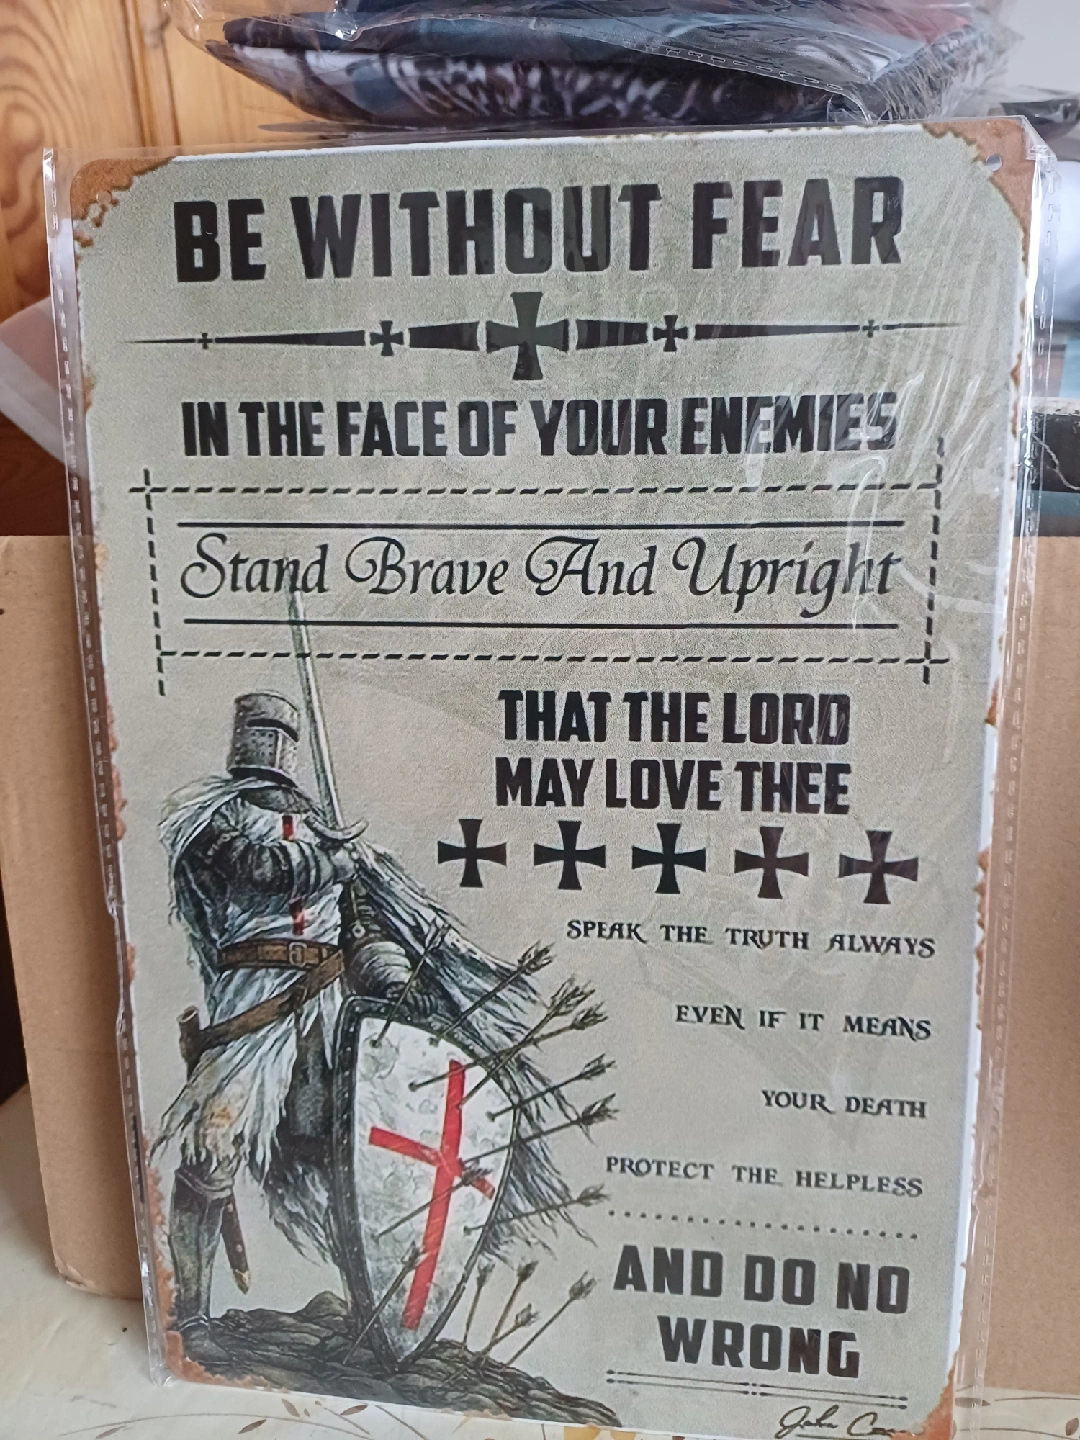 BE WITHOUT FEAR
IN THE FACE OF YOUR ENEMIES
Stand Brave And Upright
THAT THE LORD
MAY LOVE THEE
SPEAK THE TRUTH ALWAYS
EVEN IF IT MEANS
YOUR DEATH
PROTECT THE HELPLESS
AND DO NO
WRONG